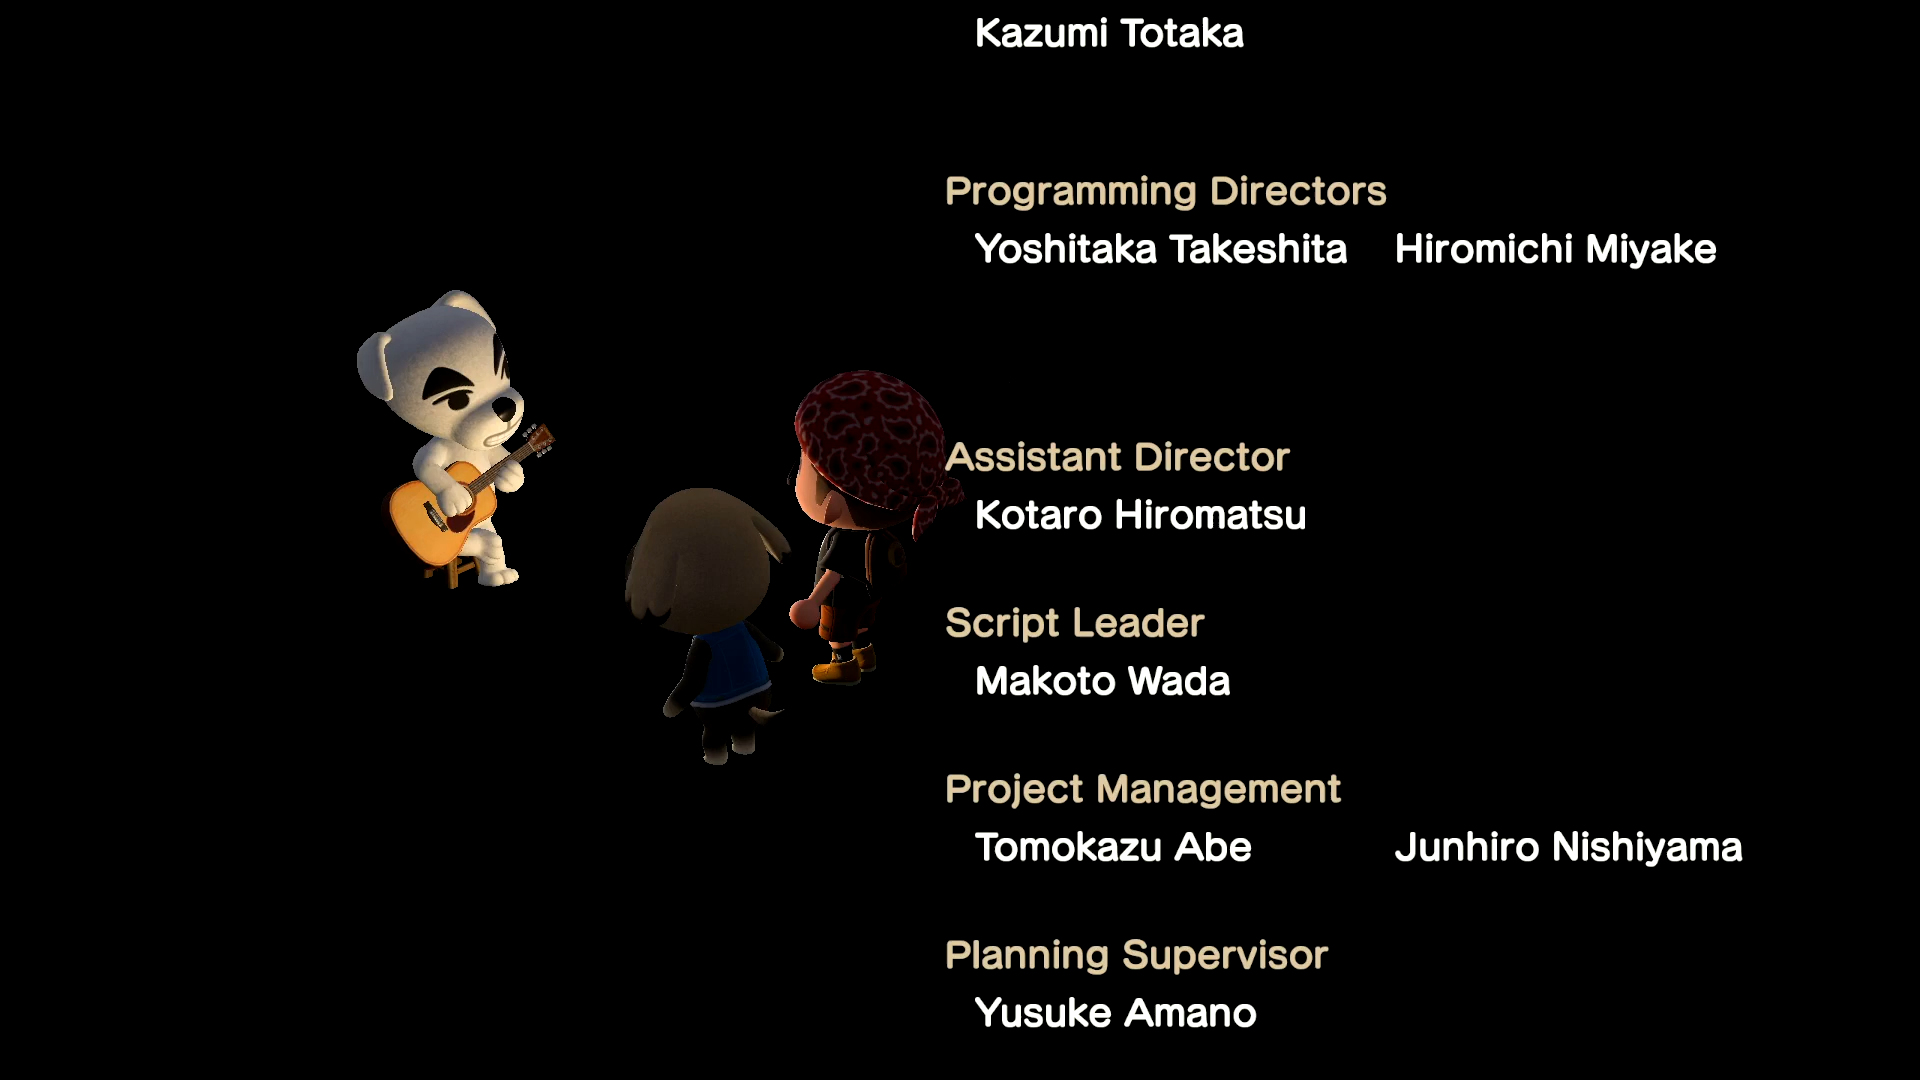 Kazumi Totaka
Programming Directors
Yoshitaka Takeshita Hiromichi Miyake
Assistant Director
Kotaro Hiromatsu
Script Leader
Makoto Wada
Project Management
Tomokazu Abe Junhiro Nishiyama
Planning Supervisor
Yusuke Amano